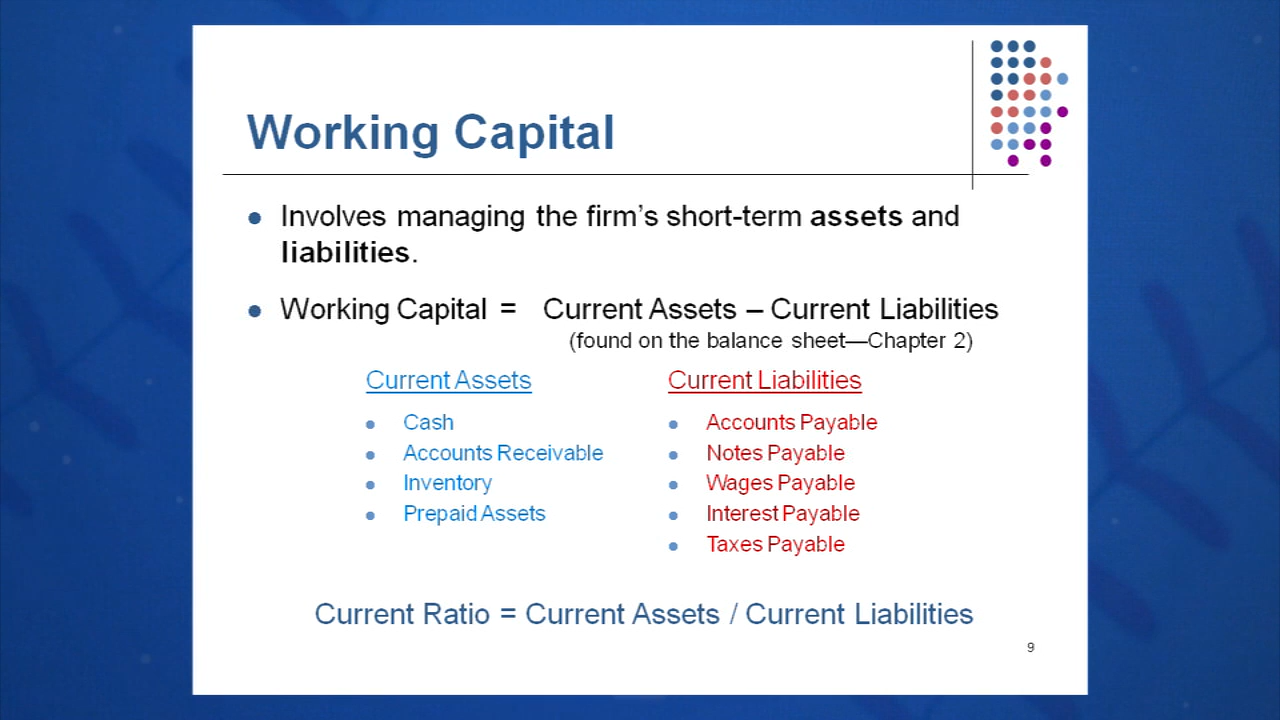 Working Capital
Involves managing the firm's short-term assets and
liabilities.
Working Capital = Current Assets – Current Liabilities
(found on the balance sheet—Chapter 2)
Current Assets
Cash
Accounts Receivable
Inventory
Prepaid Assets
Current Liabilities
Accounts Payable
Notes Payable
Wages Payable
Interest Payable
Taxes Payable
Current Ratio = Current Assets / Current Liabilities
9